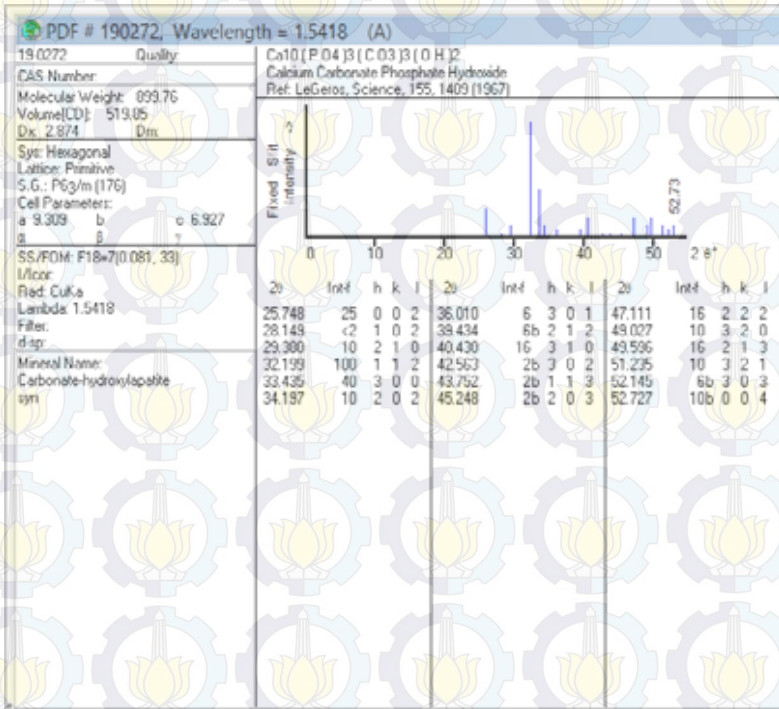 PDF # 190272, Wavelength = 1.5418 (A)
19-0272 Quality:
CAS Number:
Molecular Weight: 899.76
Volume[CD]: 519.05
Dx: 2.874 Dm:
Sys: Hexagonal
Lattice: Primitive
S.G.: P63/m (176)
Cell Parameters:
a 9.309 b c 6.927
α β γ
SS/FOM: F18=7(0.081, 33)
I/Icor:
Rad: CuKa
Lambda: 1.5418
Filter:
d-sp:
Mineral Name:
Carbonate-hydroxylapatite
syn
Ca10 ( P O4 )3 ( C O3 )3 ( O H )2
Calcium Carbonate Phosphate Hydroxide
Ref: LeGeros, Science, 155, 1409 (1967)
Fixed Slit
Intensity ->
52.73
0 10 20 30 40 50 2 θ°
2θ Int-f h k l 2θ Int-f h k l 2θ Int-f h k l
25.748 25 0 0 2 36.010 6 3 0 1 47.111 16 2 2 2
28.149 <2 1 0 2 39.434 6b 2 1 2 49.027 10 3 2 0
29.380 10 2 1 0 40.430 16 3 1 0 49.596 16 2 1 3
32.199 100 1 1 2 42.563 2b 3 0 2 51.235 10 3 2 1
33.435 40 3 0 0 43.752 2b 1 1 3 52.145 6b 3 0 3
34.197 10 2 0 2 45.248 2b 2 0 3 52.727 10b 0 0 4